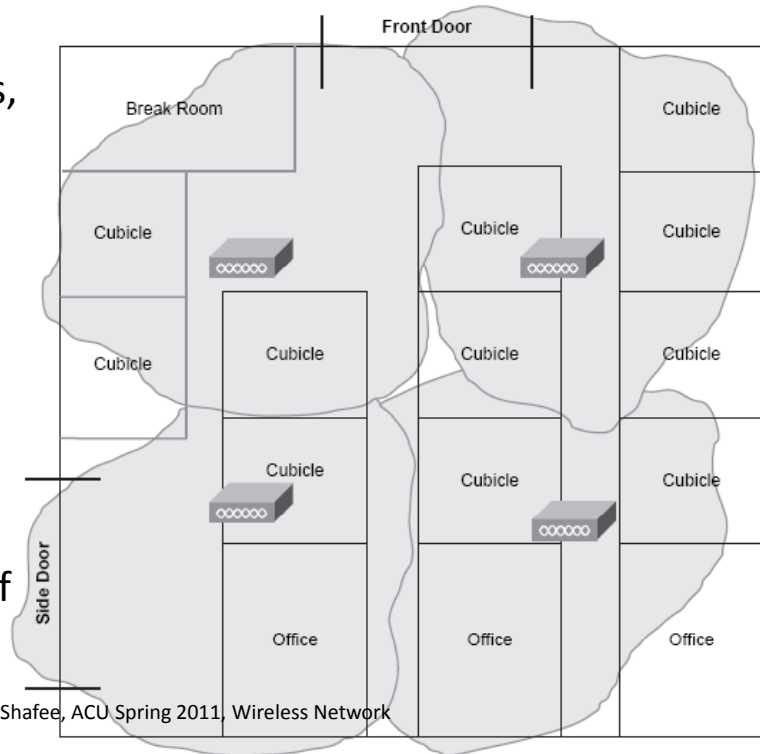 Front Door
s,
Break Room
Cubicle
Cubicle
Cubicle
Cubicle
Cubicle
Cubicle
Cubicle
Cubicle
Cubicle
Cubicle
Cubicle
Cubicle
f
Side Door
Office
Office
Office
Shafee, ACU Spring 2011, Wireless Network